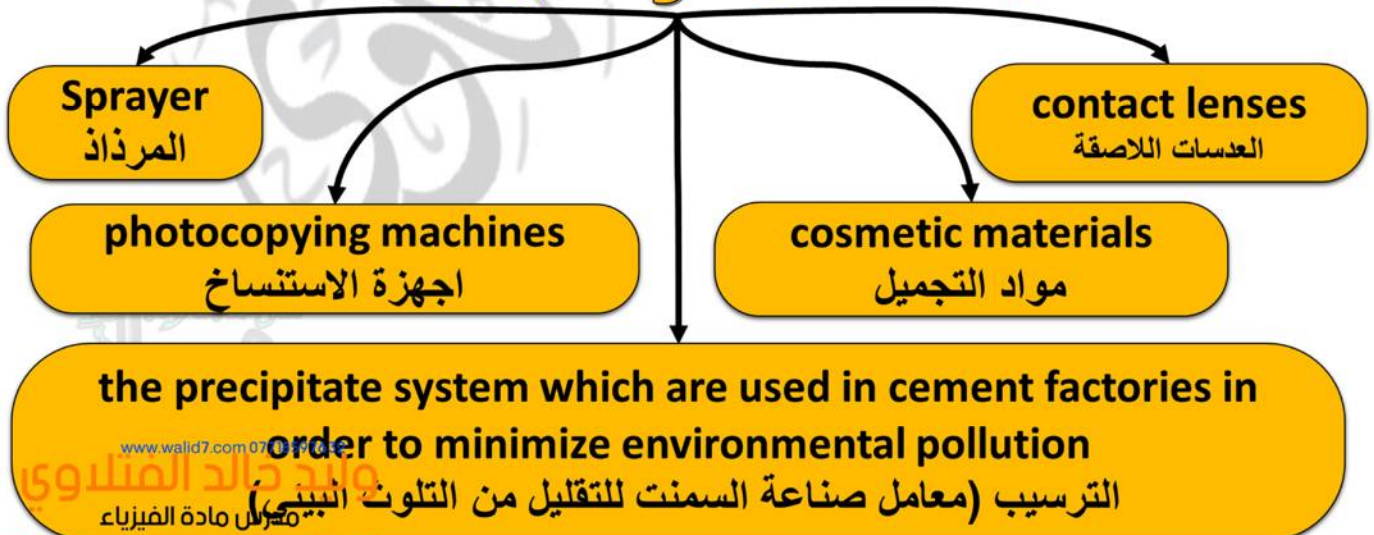 Sprayer
المرذاذ
contact lenses
العدسات اللاصقة
photocopying machines
اجهزة الاستنساخ
cosmetic materials
مواد التجميل
the precipitate system which are used in cement factories in
order to minimize environmental pollution
الترسيب (معامل صناعة السمنت للتقليل من التلوث البيئي)
www.walid7.com
وليد خالد الفتلاوي
مدرس مادة الفيزياء